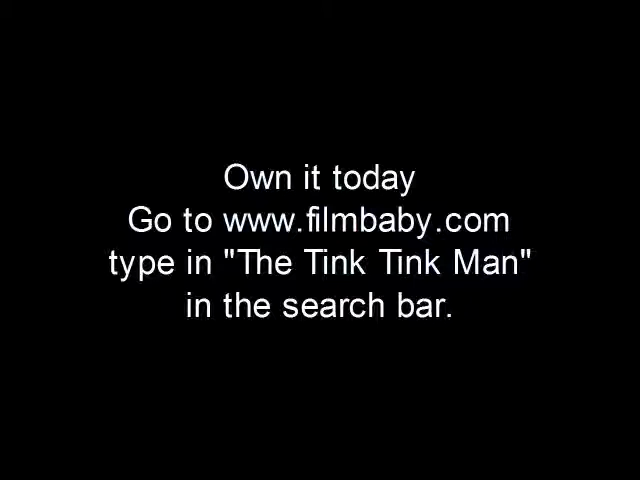 Own it today
Go to www.filmbaby.com
type in "The Tink Tink Man"
in the search bar.